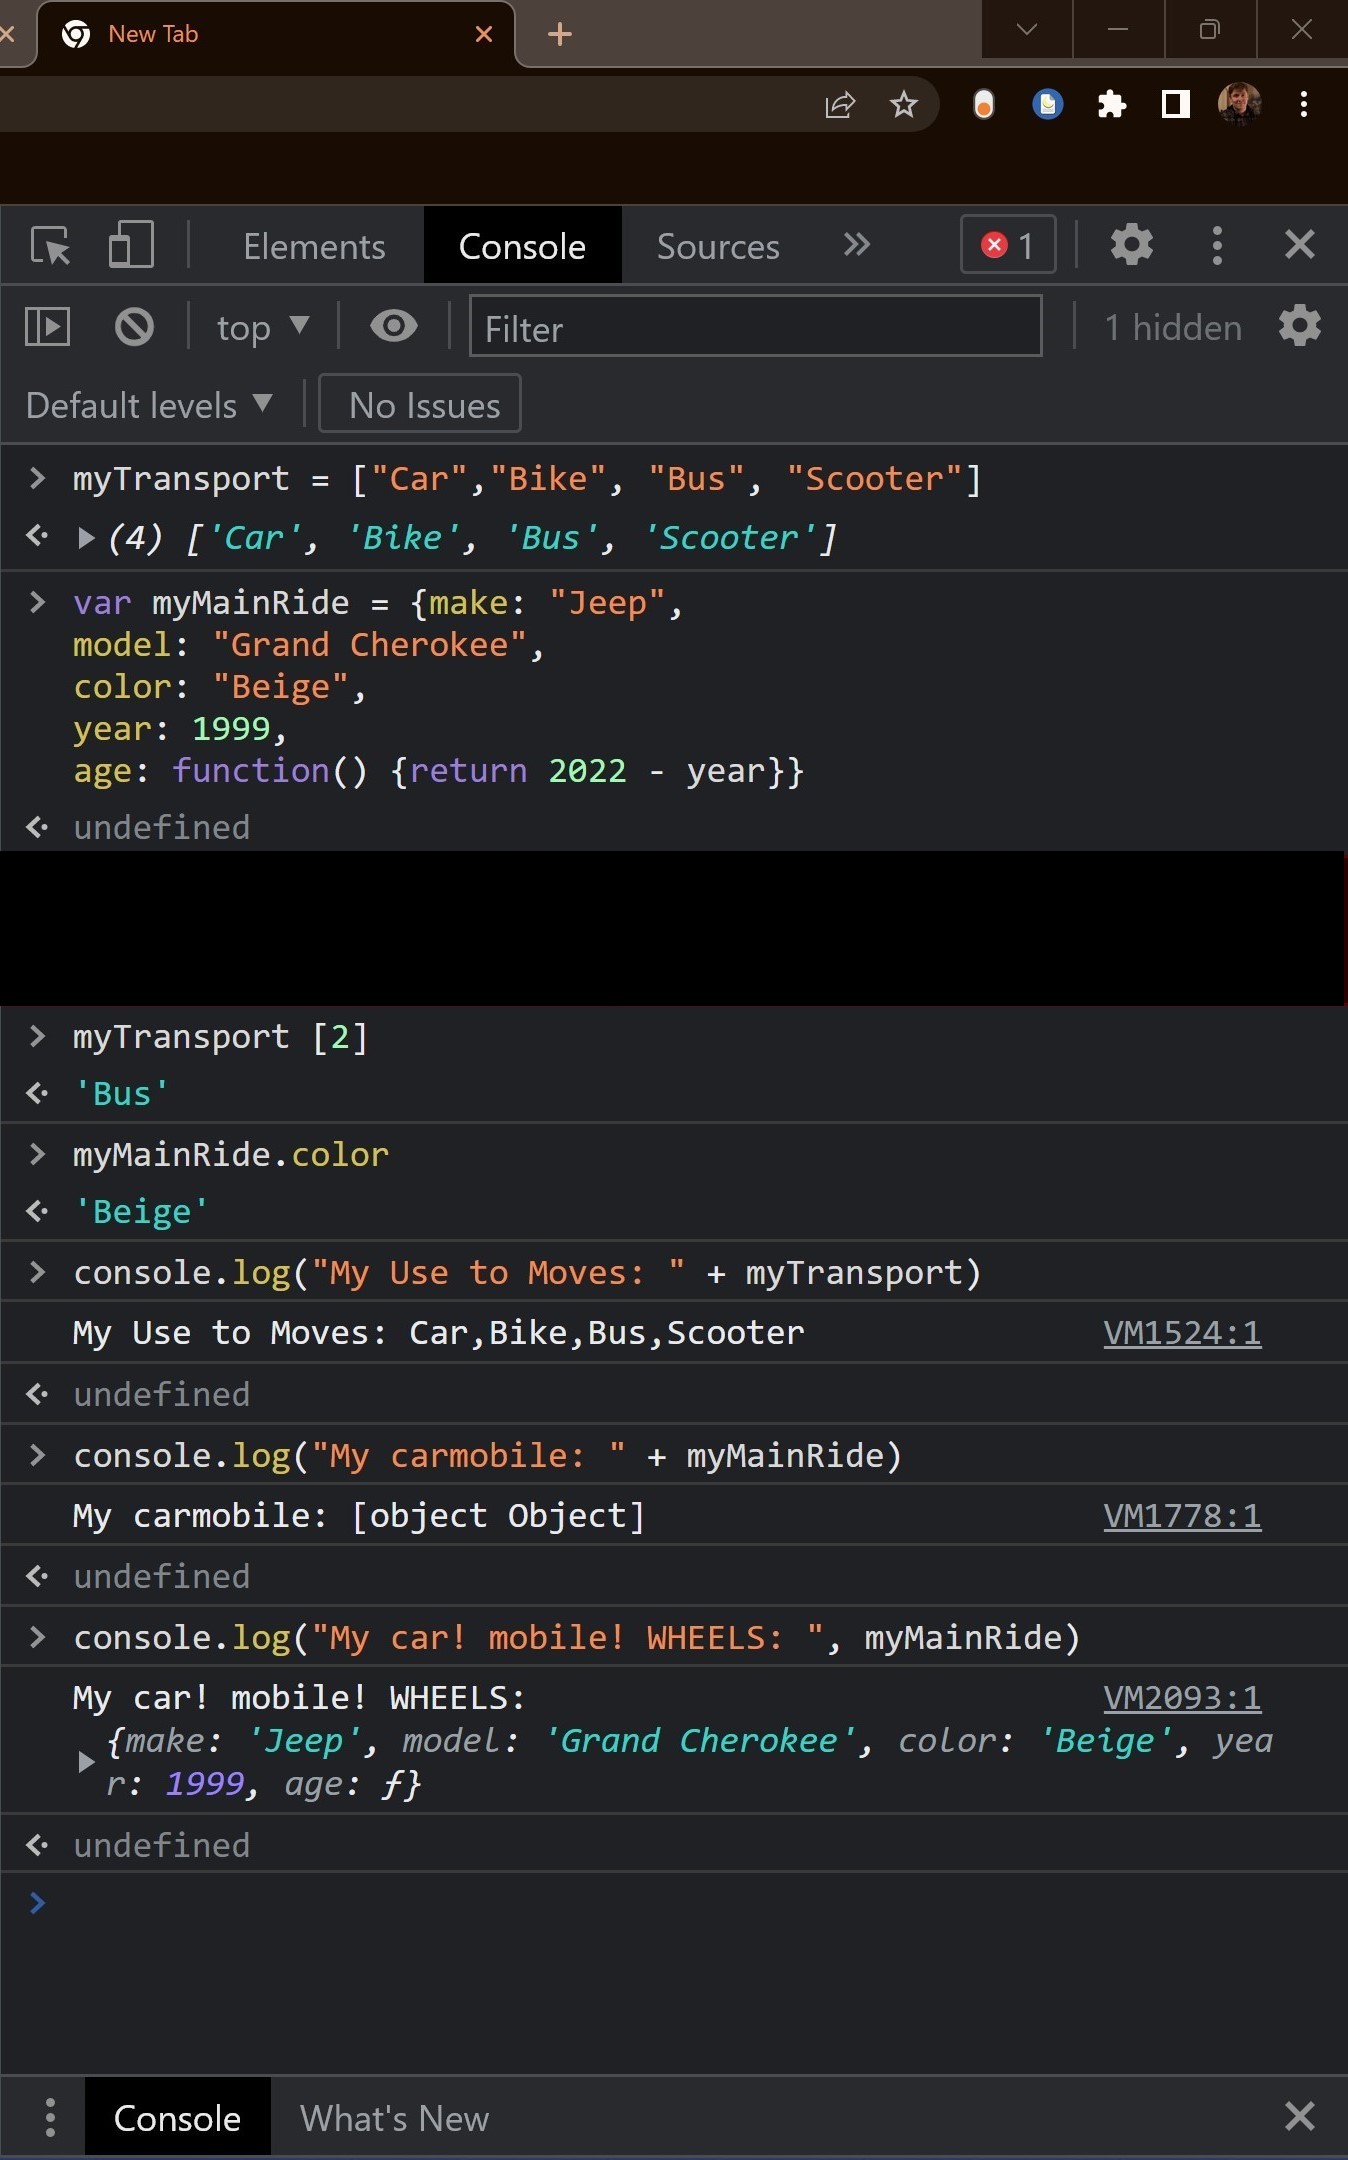 New Tab
Elements Console Sources 1
top Filter 1 hidden
Default levels No Issues
myTransport = ["Car","Bike", "Bus", "Scooter"]
(4) ['Car', 'Bike', 'Bus', 'Scooter']
var myMainRide = {make: "Jeep",
model: "Grand Cherokee",
color: "Beige",
year: 1999,
age: function() {return 2022 - year}}
undefined
myTransport [2]
'Bus'
myMainRide.color
'Beige'
console.log("My Use to Moves: " + myTransport)
My Use to Moves: Car,Bike,Bus,Scooter VM1524:1
undefined
console.log("My carmobile: " + myMainRide)
My carmobile: [object Object] VM1778:1
undefined
console.log("My car! mobile! WHEELS: ", myMainRide)
My car! mobile! WHEELS: VM2093:1
{make: 'Jeep', model: 'Grand Cherokee', color: 'Beige', yea
r: 1999, age: ƒ}
undefined
Console What's New